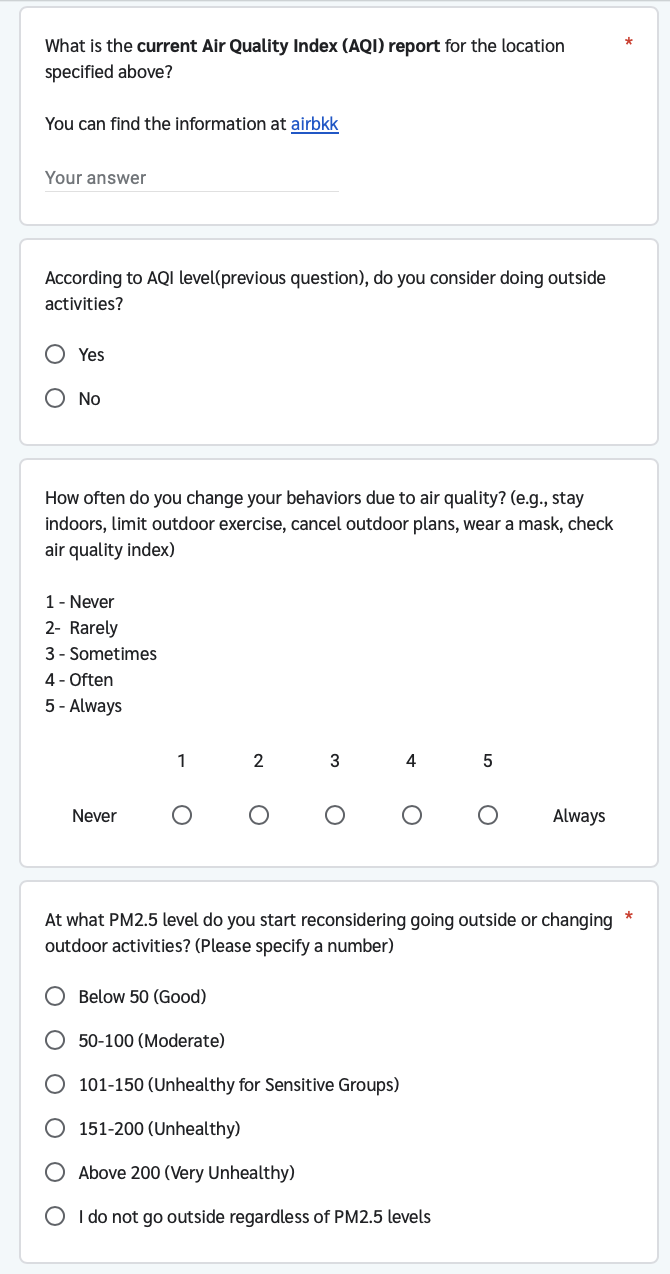 What is the current Air Quality Index (AQI) report for the location *
specified above?
You can find the information at airbkk
Your answer
According to AQI level(previous question), do you consider doing outside
activities?
Yes
No
How often do you change your behaviors due to air quality? (e.g., stay
indoors, limit outdoor exercise, cancel outdoor plans, wear a mask, check
air quality index)
1 - Never
2-  Rarely
3 - Sometimes
4 - Often
5 - Always
1 2 3 4 5
Never Always
At what PM2.5 level do you start reconsidering going outside or changing *
outdoor activities? (Please specify a number)
Below 50 (Good)
50-100 (Moderate)
101-150 (Unhealthy for Sensitive Groups)
151-200 (Unhealthy)
Above 200 (Very Unhealthy)
I do not go outside regardless of PM2.5 levels